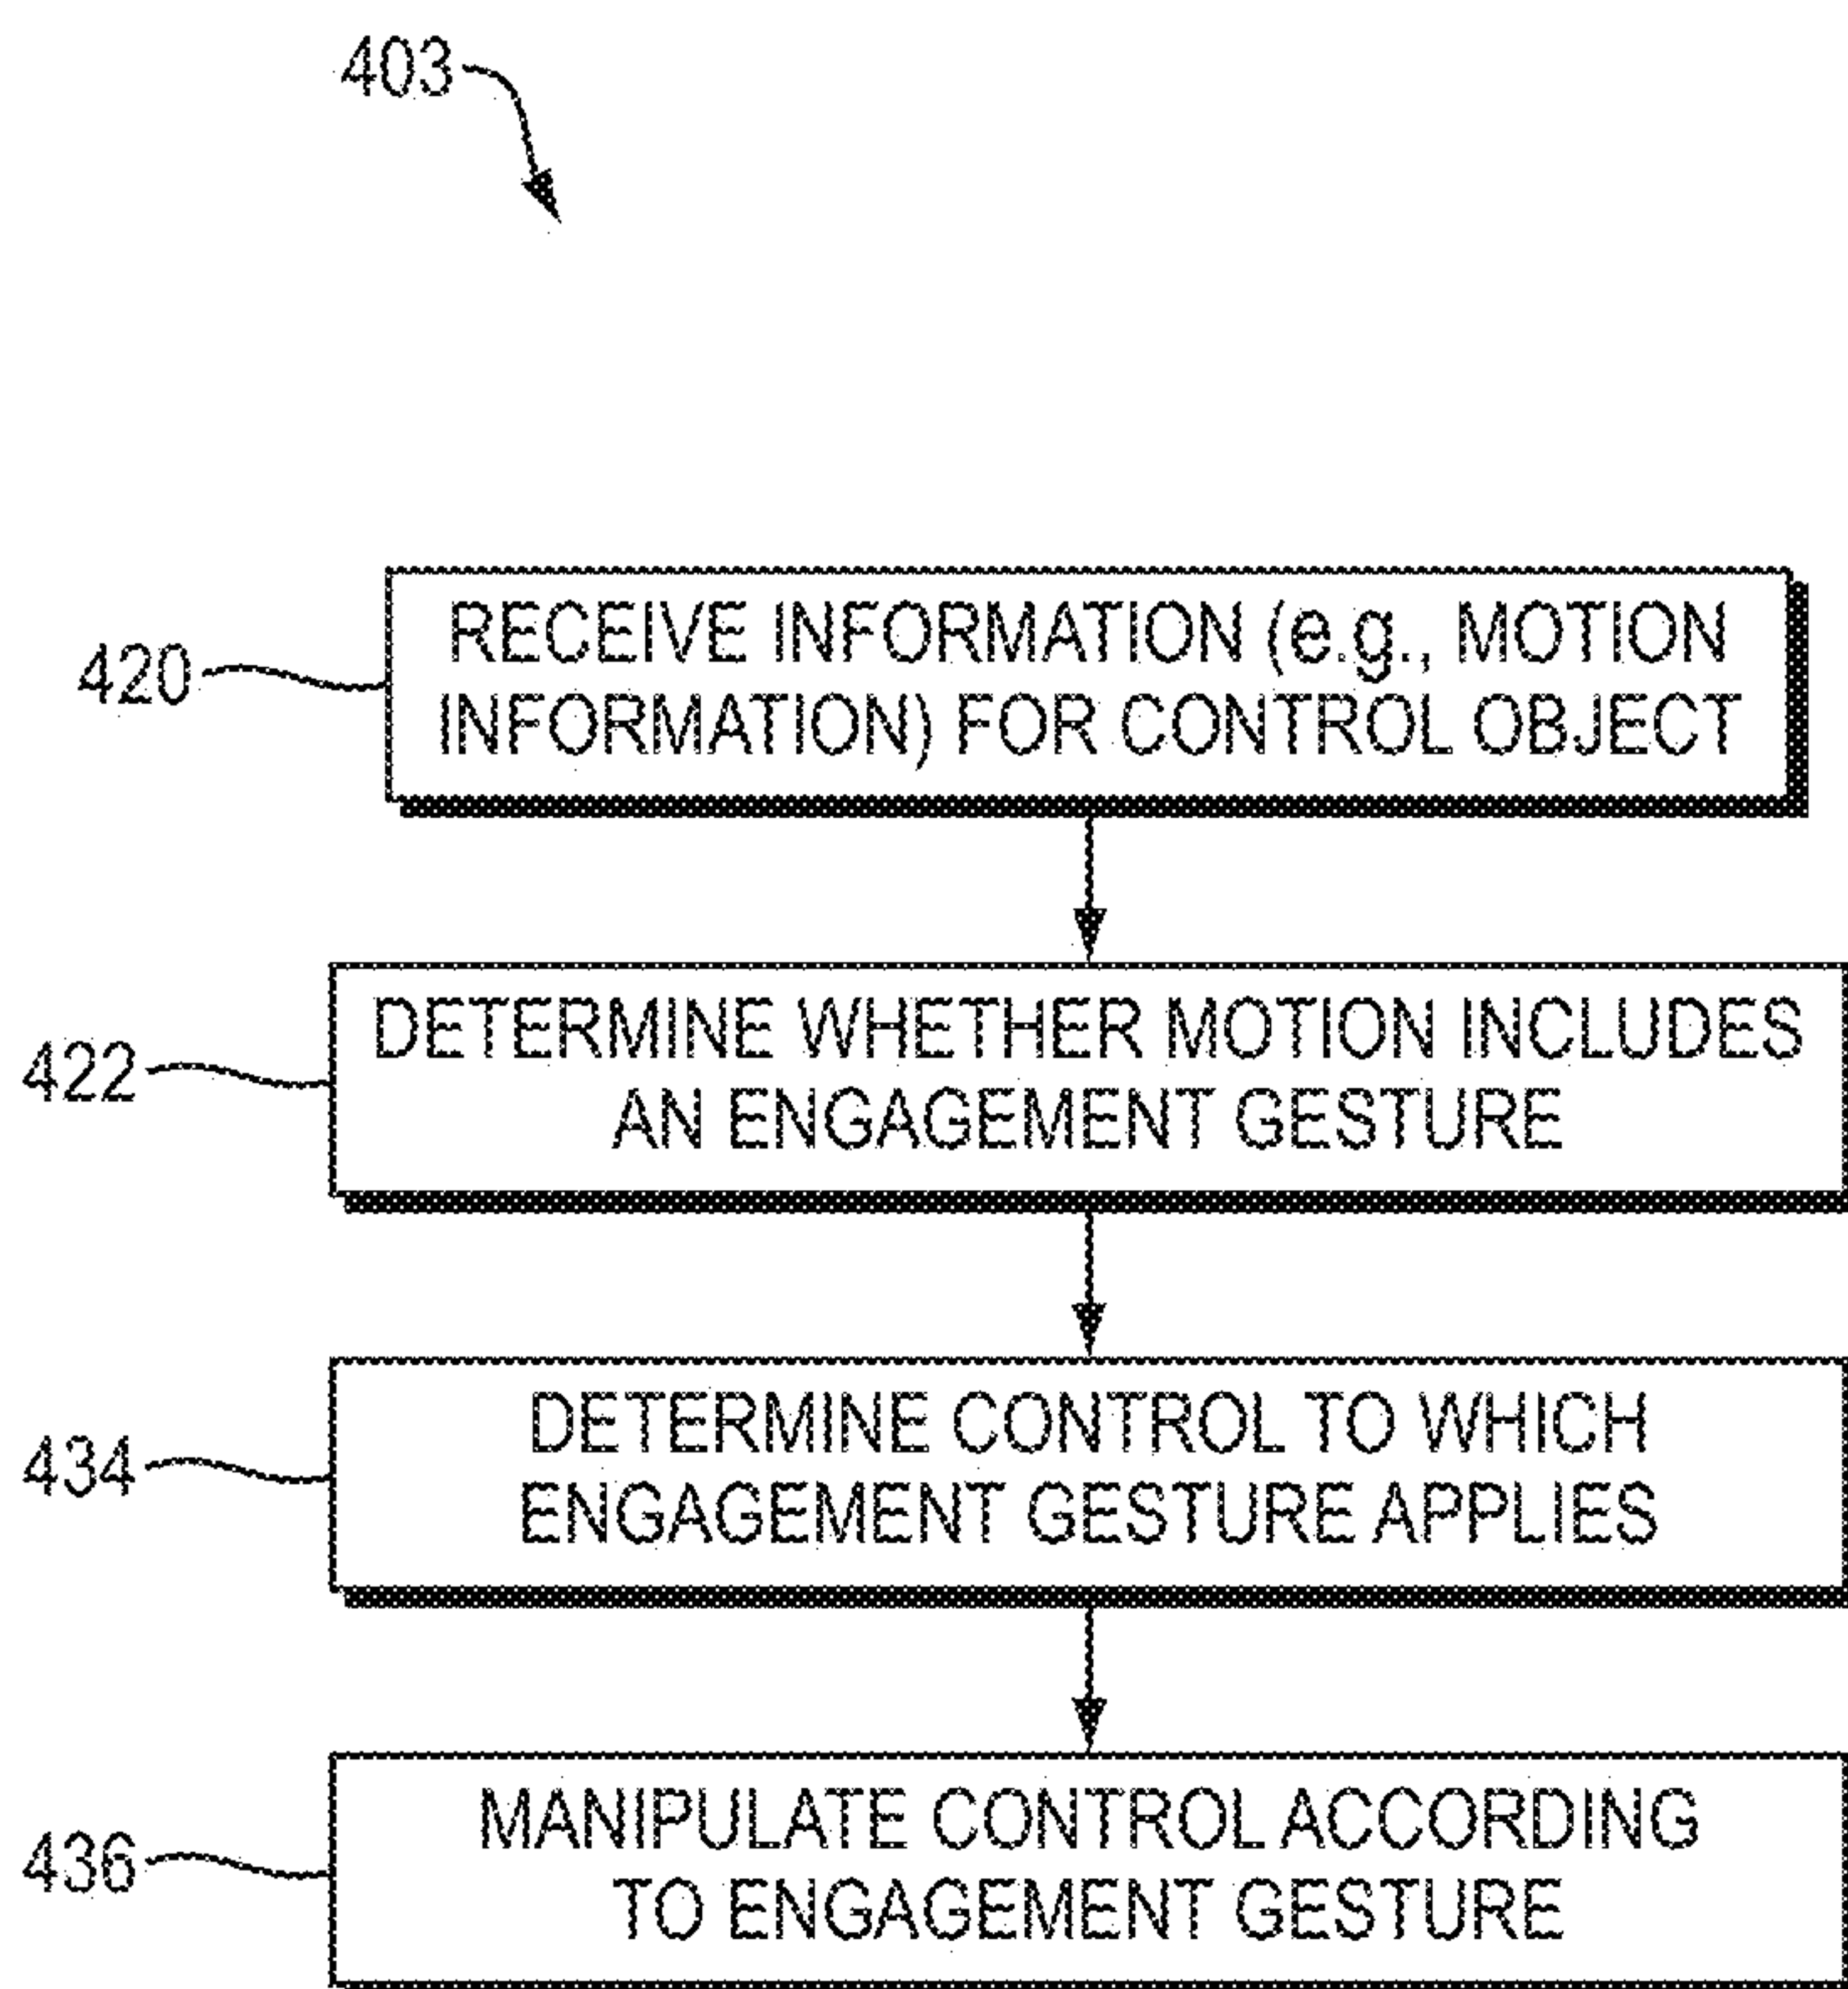 403
420
RECEIVE INFORMATION (e.g., MOTION
INFORMATION) FOR CONTROL OBJECT
422
DETERMINE WHETHER MOTION INCLUDES
AN ENGAGEMENT GESTURE
434
DETERMINE CONTROL TO WHICH
ENGAGEMENT GESTURE APPLIES
436
MANIPULATE CONTROL ACCORDING
TO ENGAGEMENT GESTURE